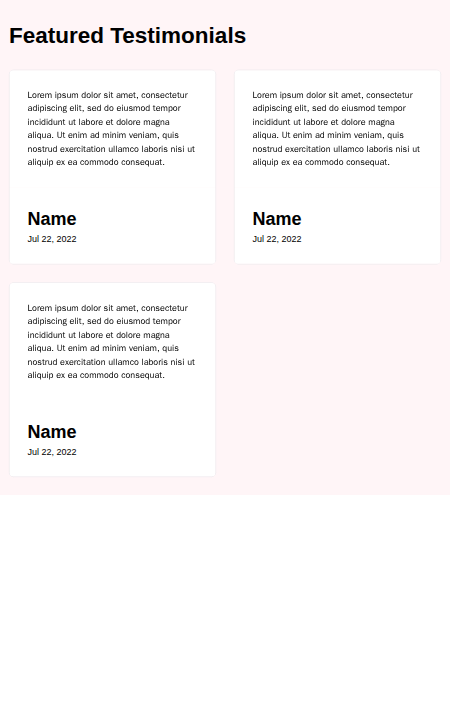 Featured Testimonials
Lorem ipsum dolor sit amet, consectetur
adipiscing elit, sed do eiusmod tempor
incididunt ut labore et dolore magna
aliqua. Ut enim ad minim veniam, quis
nostrud exercitation ullamco laboris nisi ut
aliquip ex ea commodo consequat.
Name
Jul 22, 2022
Lorem ipsum dolor sit amet, consectetur
adipiscing elit, sed do eiusmod tempor
incididunt ut labore et dolore magna
aliqua. Ut enim ad minim veniam, quis
nostrud exercitation ullamco laboris nisi ut
aliquip ex ea commodo consequat.
Name
Jul 22, 2022
Lorem ipsum dolor sit amet, consectetur
adipiscing elit, sed do eiusmod tempor
incididunt ut labore et dolore magna
aliqua. Ut enim ad minim veniam, quis
nostrud exercitation ullamco laboris nisi ut
aliquip ex ea commodo consequat.
Name
Jul 22, 2022